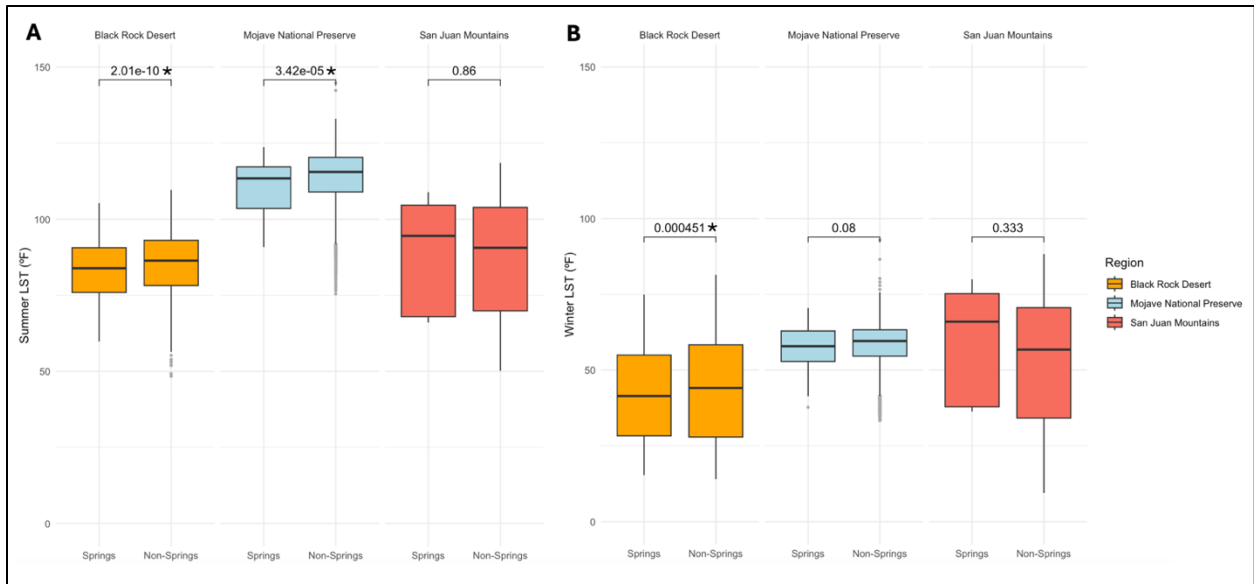 A
Black Rock Desert
Mojave National Preserve
San Juan Mountains
150
100
50
0
Summer LST (ºF)
2.01e-10 *
3.42e-05 *
0.86
Springs
Non-Springs
Springs
Non-Springs
Springs
Non-Springs
B
Black Rock Desert
Mojave National Preserve
San Juan Mountains
150
100
50
0
Winter LST (ºF)
0.000451 *
0.08
0.333
Springs
Non-Springs
Springs
Non-Springs
Springs
Non-Springs
Region
Black Rock Desert
Mojave National Preserve
San Juan Mountains